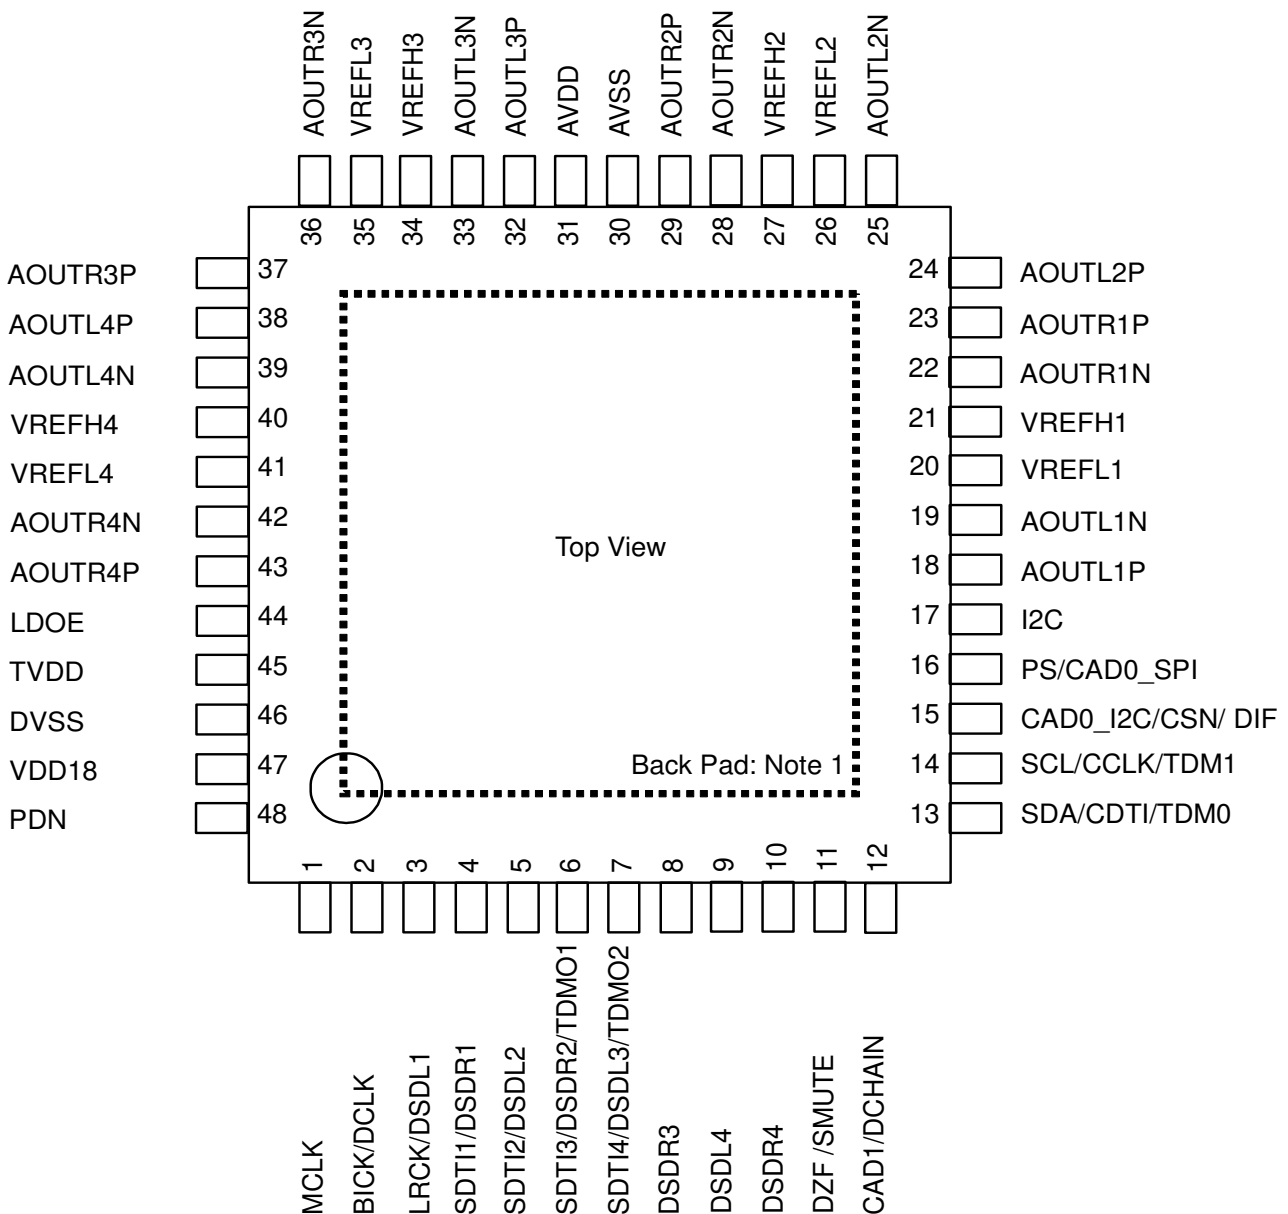 AOUTR3N
VREFL3
VREFH3
AOUTL3N
AOUTL3P
AVDD
AVSS
AOUTR2P
AOUTR2N
VREFH2
VREFL2
AOUTL2N
36
35
34
33
32
31
30
29
28
27
26
25
AOUTR3P
37
AOUTL4P
38
AOUTL4N
39
VREFH4
40
VREFL4
41
AOUTR4N
42
AOUTR4P
43
LDOE
44
TVDD
45
DVSS
46
VDD18
47
PDN
48
24
AOUTL2P
23
AOUTR1P
22
AOUTR1N
21
VREFH1
20
VREFL1
19
AOUTL1N
18
AOUTL1P
17
I2C
16
PS/CAD0_SPI
15
CAD0_I2C/CSN/ DIF
14
SCL/CCLK/TDM1
13
SDA/CDTI/TDM0
Top View
Back Pad: Note 1
1
2
3
4
5
6
7
8
9
10
11
12
MCLK
BICK/DCLK
LRCK/DSDL1
SDTI1/DSDR1
SDTI2/DSDL2
SDTI3/DSDR2/TDMO1
SDTI4/DSDL3/TDMO2
DSDR3
DSDL4
DSDR4
DZF /SMUTE
CAD1/DCHAIN